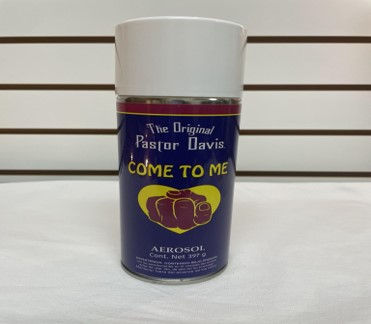 The Original
Pastor Davis
COME TO ME
AEROSOL
Cont. Net 397 g.